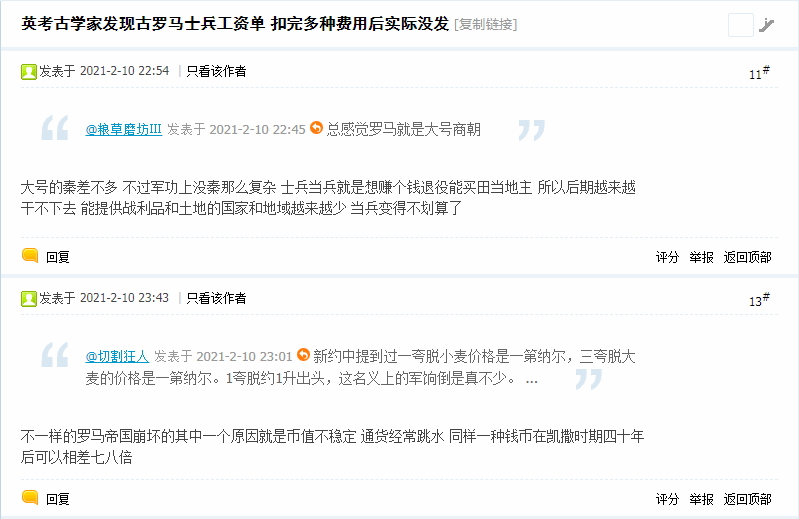 英考古学家发现古罗马士兵工资单 扣完多种费用后实际没发 [复制链接]
发表于 2021-2-10 22:54 | 只看该作者 11#
@粮草磨坊III 发表于 2021-2-10 22:45 总感觉罗马就是大号商朝
大号的秦差不多 不过军功上没秦那么复杂 士兵当兵就是想赚个钱退役能买田当地主 所以后期越来越
干不下去 能提供战利品和土地的国家和地域越来越少 当兵变得不划算了
回复 评分 举报 返回顶部
发表于 2021-2-10 23:43 | 只看该作者 13#
@切割狂人 发表于 2021-2-10 23:01 新约中提到过一夸脱小麦价格是一第纳尔，三夸脱大
麦的价格是一第纳尔。1夸脱约1升出头，这名义上的军饷倒是真不少。 ...
不一样的罗马帝国崩坏的其中一个原因就是币值不稳定 通货经常跳水 同样一种钱币在凯撒时期四十年
后可以相差七八倍
回复 评分 举报 返回顶部